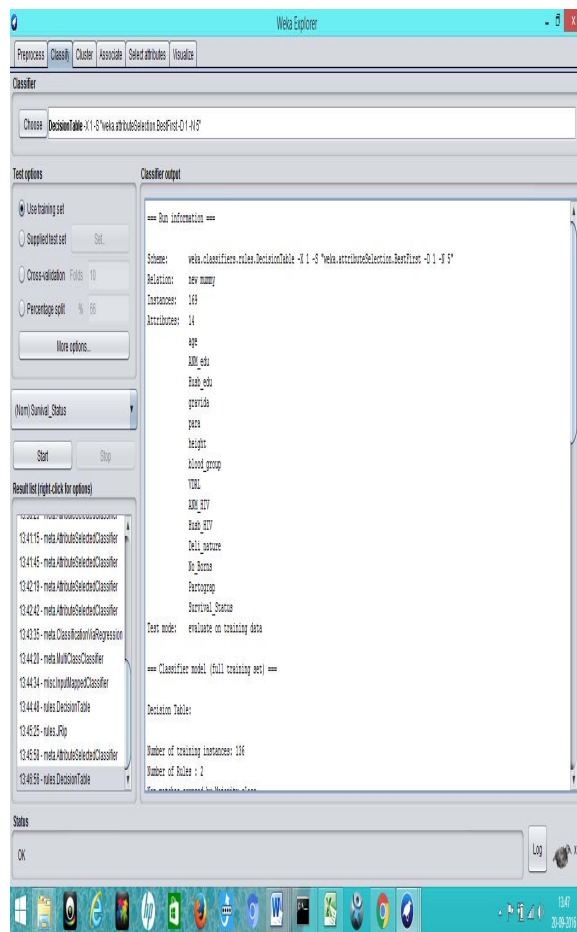 Weka Explorer
Preprocess Classify Cluster Associate Select attributes Visualize
Classifier
Choose DecisionTable -X 1 -S "weka.attributeSelection.BestFirst -D 1 -N 5"
Test options
Use training set
Supplied test set Set...
Cross-validation Folds 10
Percentage split % 66
More options...
(Nom) Survival_Status
Start Stop
Result list (right-click for options)
13:41:15 - meta.AttributeSelectedClassifier
13:41:45 - meta.AttributeSelectedClassifier
13:42:19 - meta.AttributeSelectedClassifier
13:42:42 - meta.AttributeSelectedClassifier
13:43:35 - meta.ClassificationViaRegression
13:44:20 - meta.MultiClassClassifier
13:44:34 - misc.InputMappedClassifier
13:44:48 - rules.DecisionTable
13:45:25 - rules.JRip
13:45:58 - meta.AttributeSelectedClassifier
13:46:56 - rules.DecisionTable
Classifier output
=== Run information ===
Scheme: weka.classifiers.rules.DecisionTable -X 1 -S "weka.attributeSelection.BestFirst -D 1 -N 5"
Relation: new mummy
Instances: 169
Attributes: 14
age
ANM_edu
Husb_edu
gravida
para
height
blood_group
VDRL
ANM_HIV
Husb_HIV
Deli_nature
No_Borns
Partograp
Survival_Status
Test mode: evaluate on training data
=== Classifier model (full training set) ===
Decision Table:
Number of training instances: 136
Number of Rules : 2
Status
OK
Log
x 0
13:47
20-09-2016